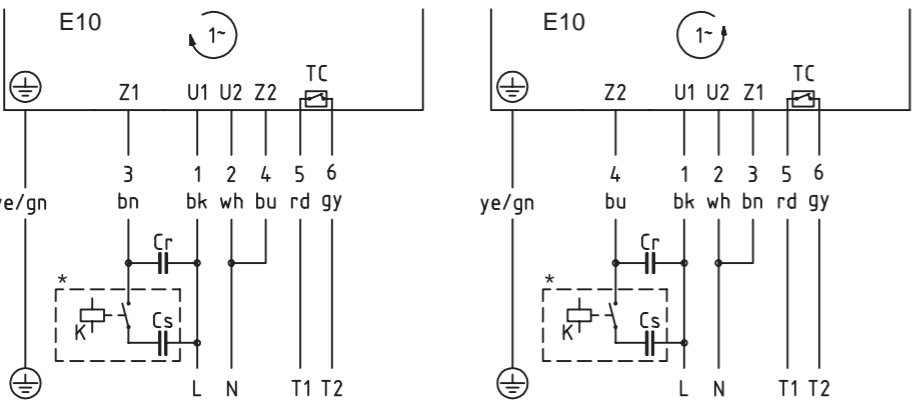 E10
1~
TC
Z1 U1 U2 Z2
3 1 2 4 5 6
ye/gn bn bk wh bu rd gy
Cr
*
K
Cs
L N T1 T2
E10
1~
TC
Z2 U1 U2 Z1
4 1 2 3 5 6
ye/gn bu bk wh bn rd gy
Cr
*
K
Cs
L N T1 T2